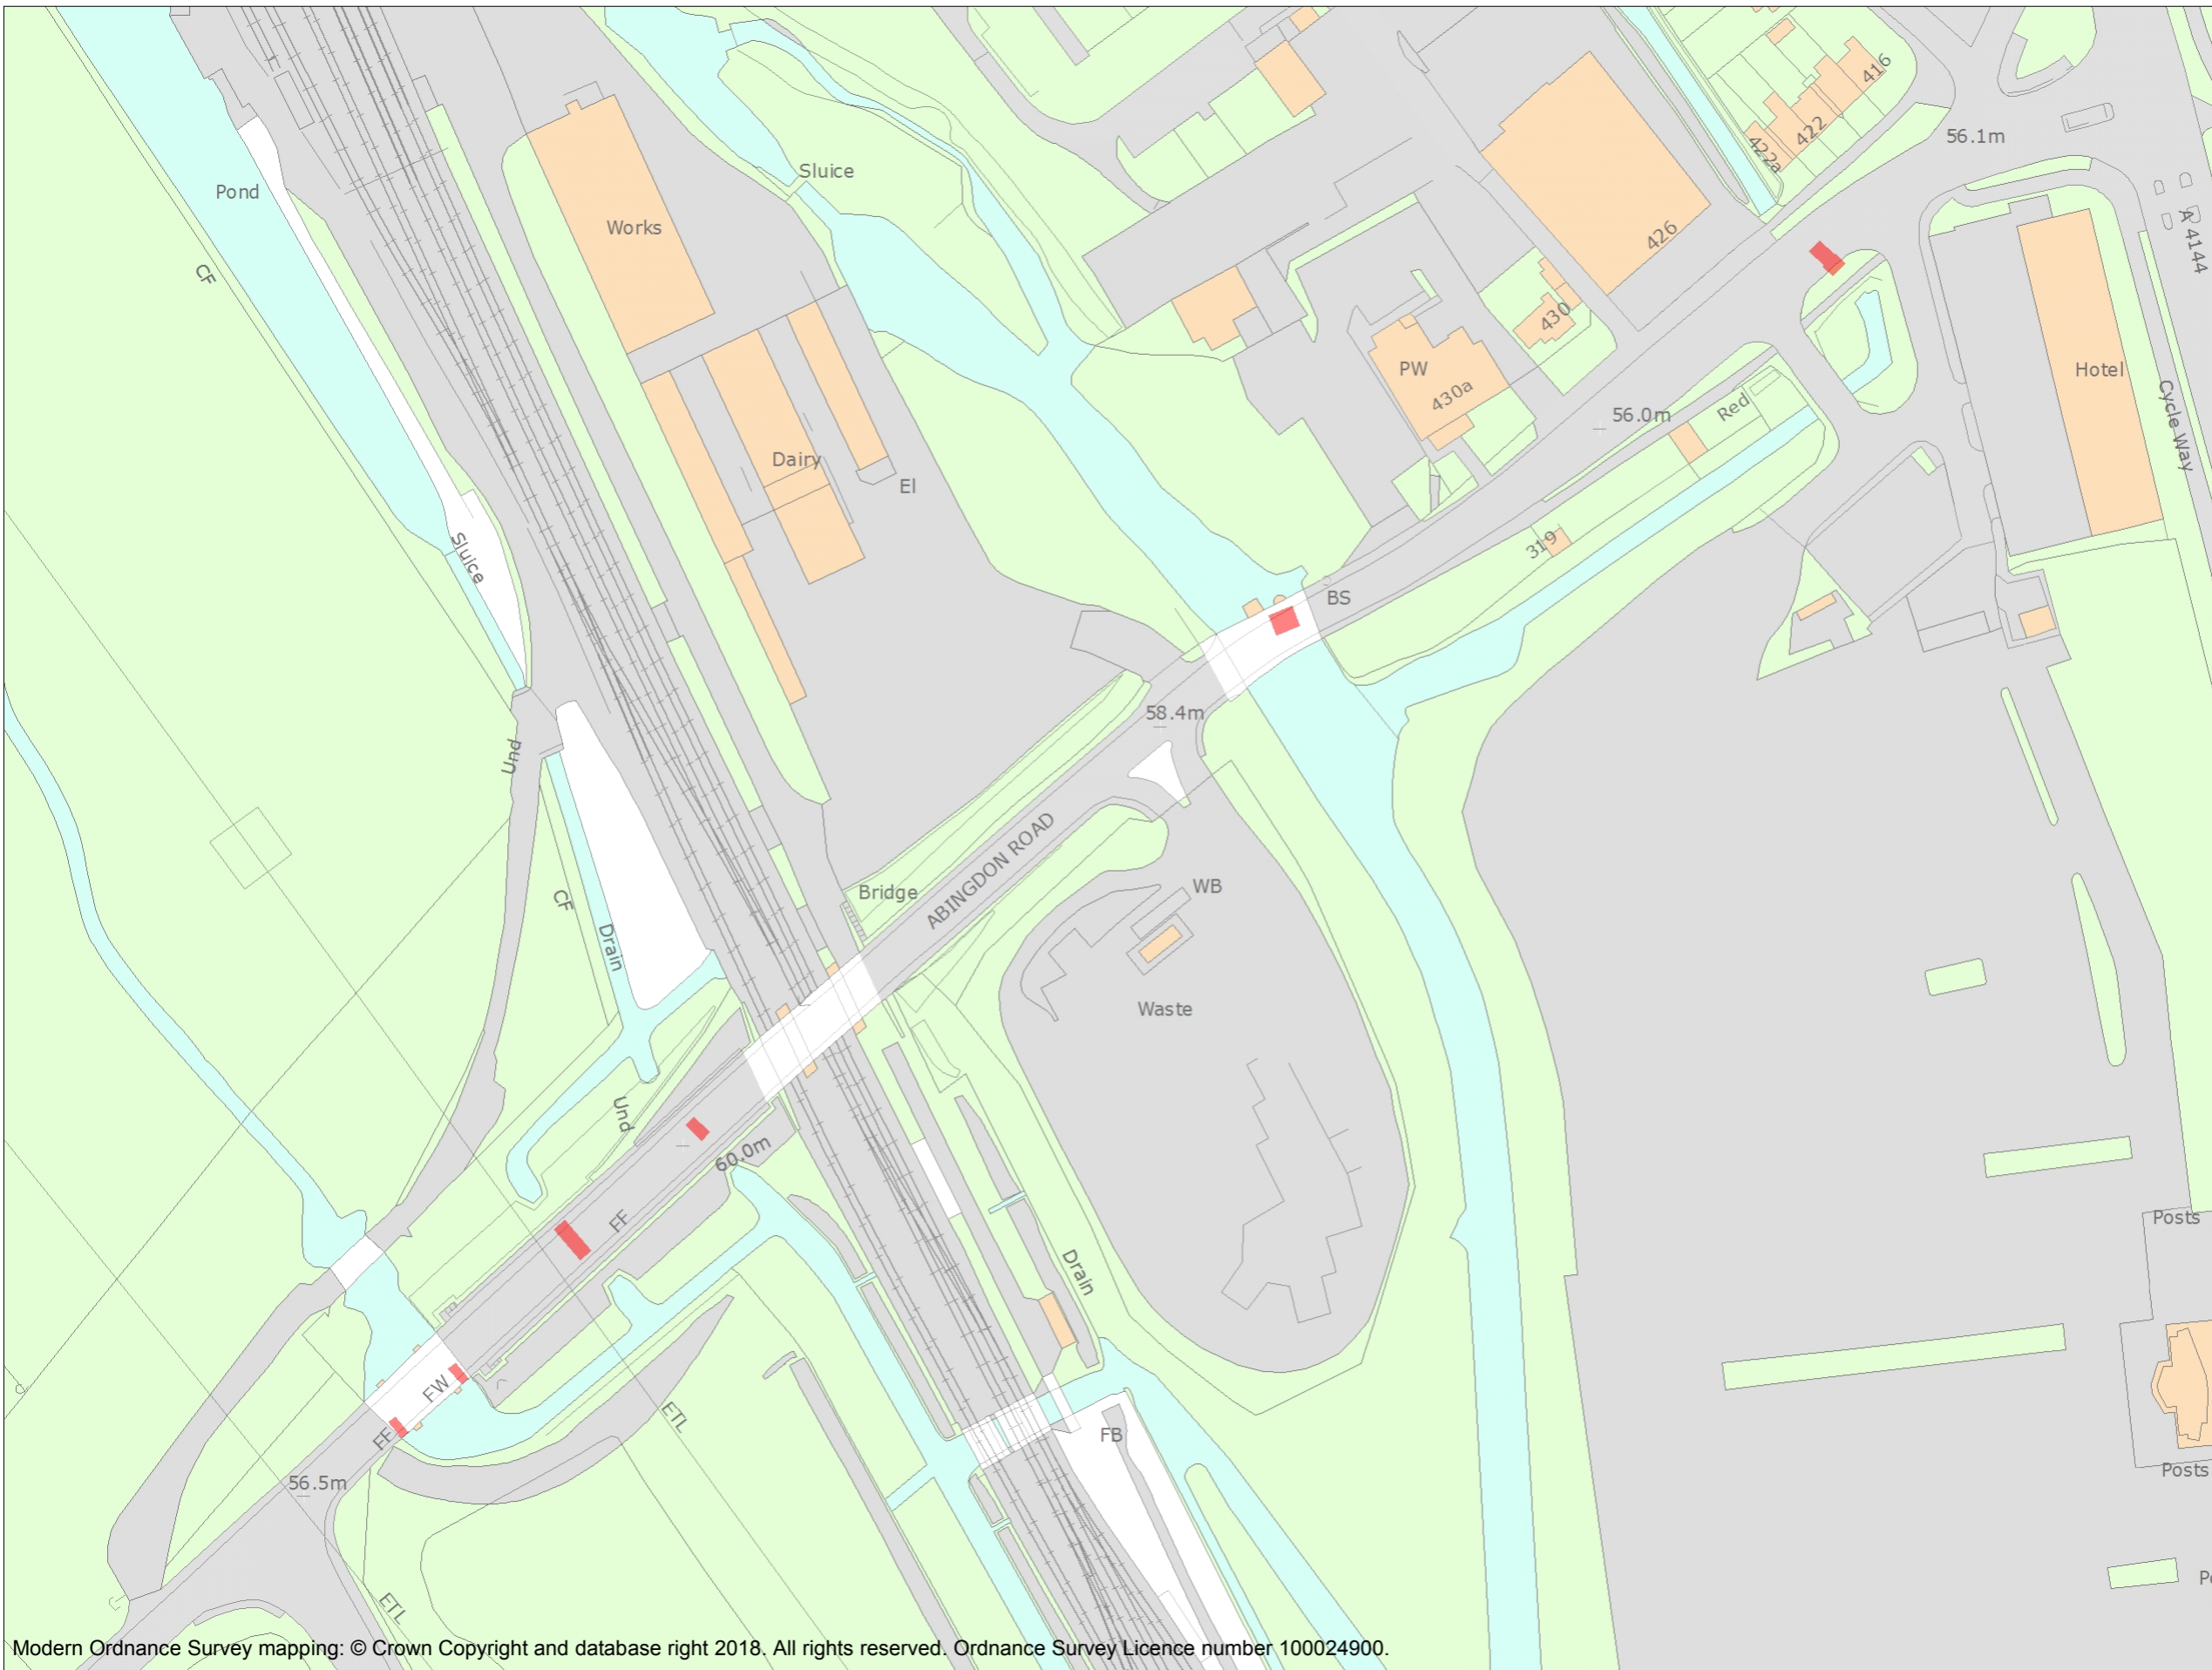 416
422
422a
56.1m
A 4144
Pond
Sluice
Works
CF
426
430
PW
430a
Hotel
Cycle Way
56.0m
Red
Dairy
El
319
Sluice
BS
58.4m
Und
ABINGDON ROAD
Bridge
WB
CF
Drain
Waste
Und
60.0m
FF
Posts
Drain
FW
FF
ETL
FB
56.5m
Posts
ETL
Modern Ordnance Survey mapping: © Crown Copyright and database right 2018. All rights reserved. Ordnance Survey Licence number 100024900.